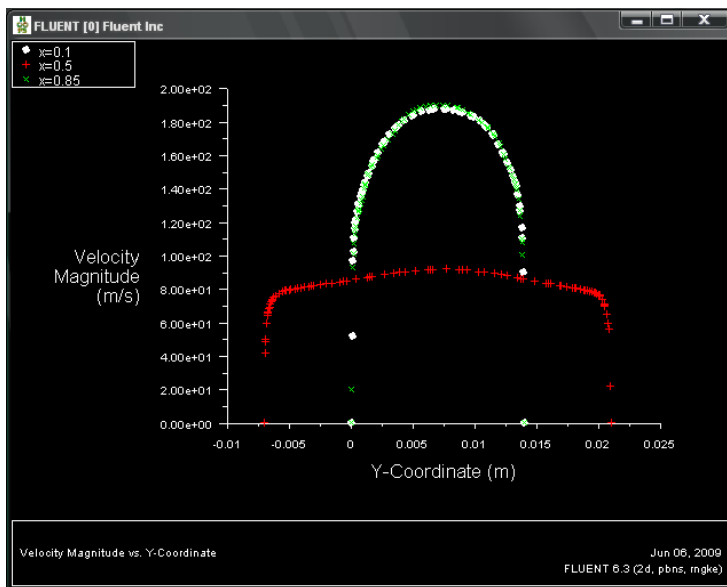 FLUENT [0] Fluent Inc
x=0.1
x=0.5
x=0.85
2.00e+02
1.80e+02
1.60e+02
1.40e+02
1.20e+02
1.00e+02
8.00e+01
6.00e+01
4.00e+01
2.00e+01
0.00e+00
Velocity
Magnitude
(m/s)
-0.01 -0.005 0 0.005 0.01 0.015 0.02 0.025
Y-Coordinate (m)
Velocity Magnitude vs. Y-Coordinate
Jun 06, 2009
FLUENT 6.3 (2d, pbns, rngke)